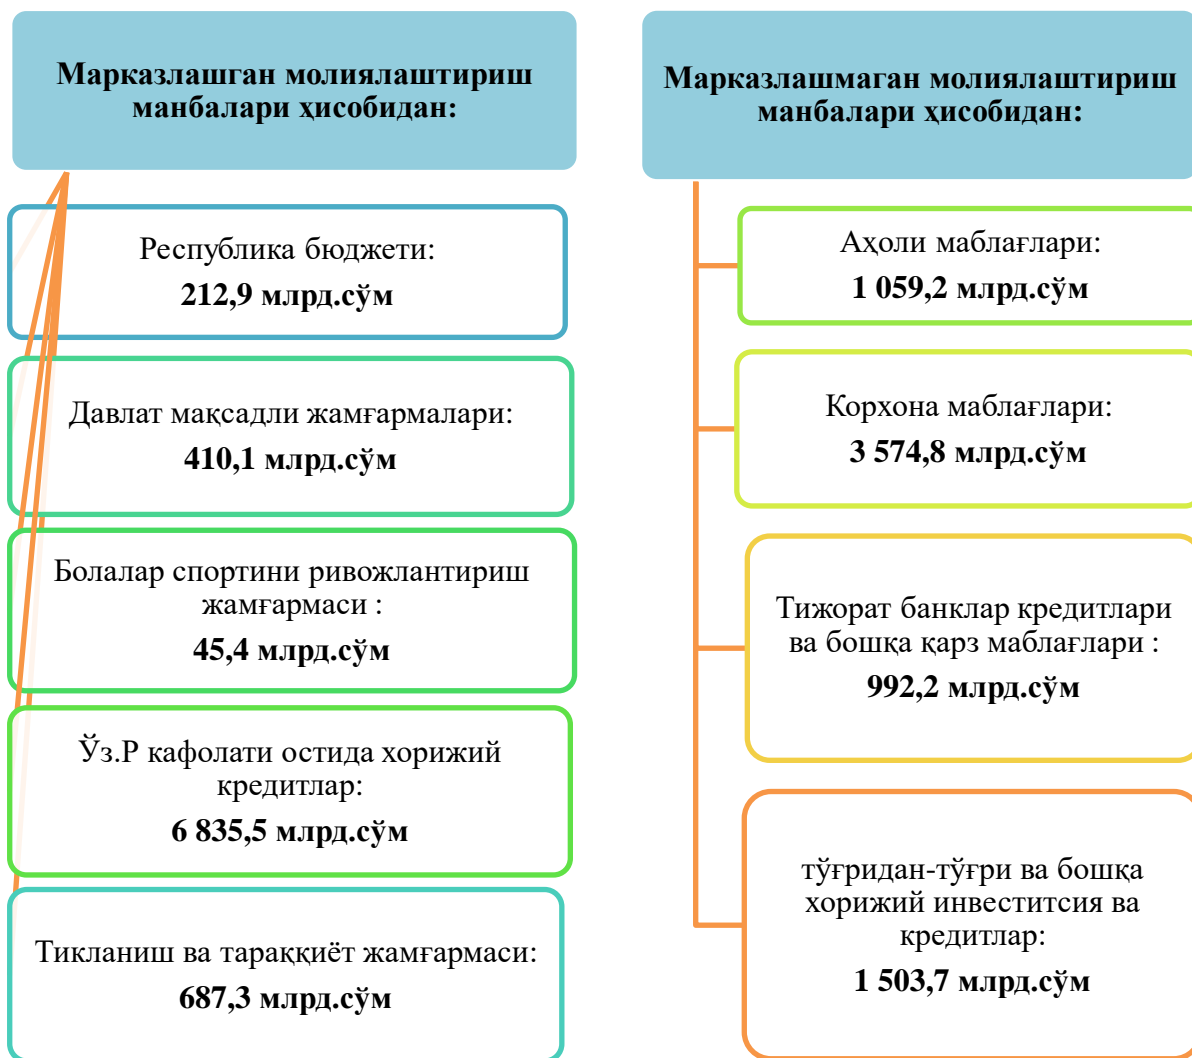 Марказлашган молиялаштириш
манбалари ҳисобидан:
Республика бюджети:
212,9 млрд.сўм
Давлат мақсадли жамғармалари:
410,1 млрд.сўм
Болалар спортини ривожлантириш
жамғармаси :
45,4 млрд.сўм
Ўз.Р кафолати остида хорижий
кредитлар:
6 835,5 млрд.сўм
Тикланиш ва тараққиёт жамғармаси:
687,3 млрд.сўм
Марказлашмаган молиялаштириш
манбалари ҳисобидан:
Аҳоли маблағлари:
1 059,2 млрд.сўм
Корхона маблағлари:
3 574,8 млрд.сўм
Тижорат банклар кредитлари
ва бошқа қарз маблағлари :
992,2 млрд.сўм
тўғридан-тўғри ва бошқа
хорижий инвеститсия ва
кредитлар:
1 503,7 млрд.сўм